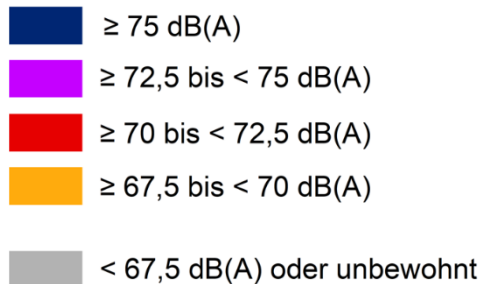 ≥ 75 dB(A)
≥ 72,5 bis < 75 dB(A)
≥ 70 bis < 72,5 dB(A)
≥ 67,5 bis < 70 dB(A)
< 67,5 dB(A) oder unbewohnt